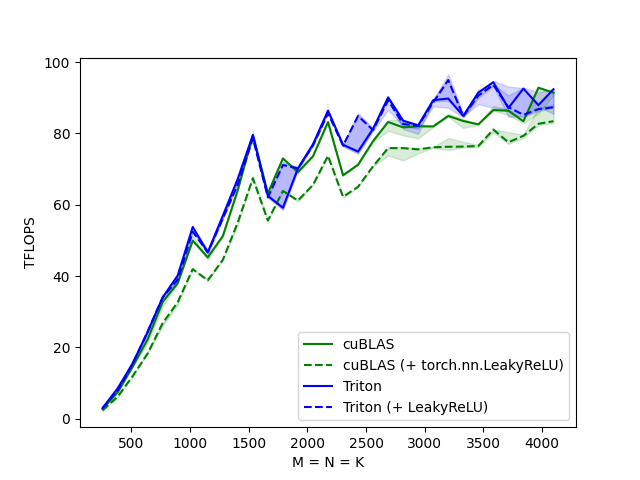 100
80
60
40
20
0
TFLOPS
cuBLAS
cuBLAS (+ torch.nn.LeakyReLU)
Triton
Triton (+ LeakyReLU)
500 1000 1500 2000 2500 3000 3500 4000
M = N = K